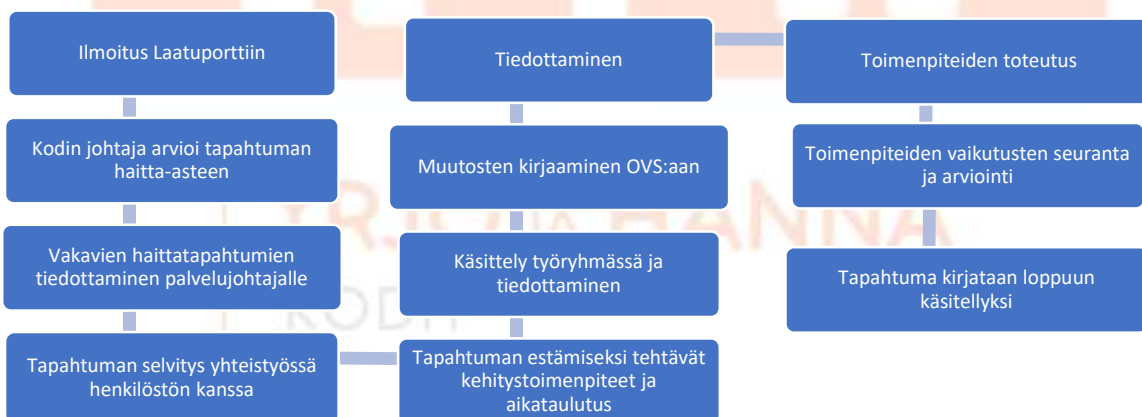 Ilmoitus Laatuporttiin
Kodin johtaja arvioi tapahtuman
haitta-asteen
Vakavien haittatapahtumien
tiedottaminen palvelujohtajalle
Tapahtuman selvitys yhteistyössä
henkilöstön kanssa
Tapahtuman estämiseksi tehtävät
kehitystoimenpiteet ja
aikataulutus
Käsittely työryhmässä ja
tiedottaminen
Muutosten kirjaaminen OVS:aan
Tiedottaminen
Toimenpiteiden toteutus
Toimenpiteiden vaikutusten seuranta
ja arviointi
Tapahtuma kirjataan loppuun
käsitellyksi
HANNA